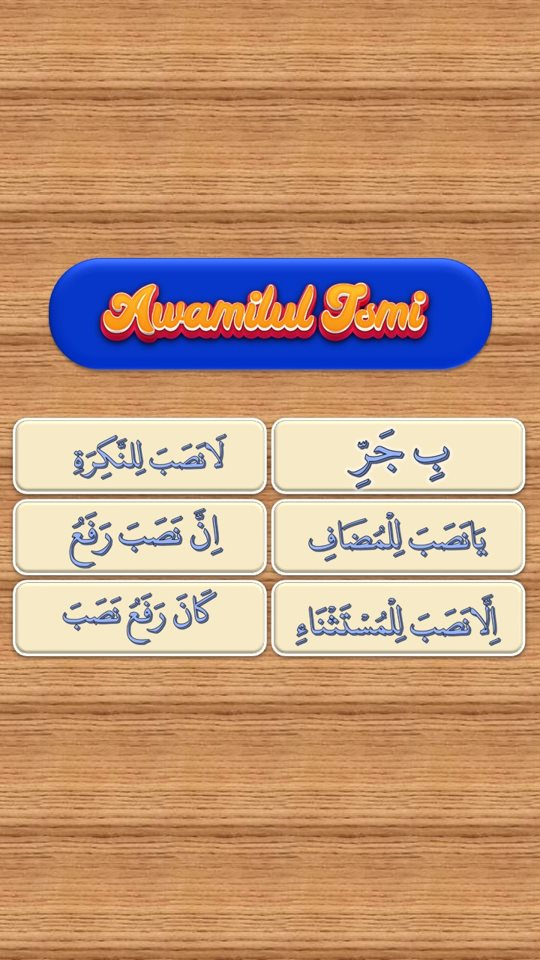 Awamilul Ismi
بِ جَرِّ
لَا نَصَبَ لِلنَّكِرَةِ
يَا نَصَبَ لِلْمُضَافِ
اِنَّ نَصَبَ رَفَعُ
اِلَّا نَصَبَ لِلْمُسْتَثْنَاءِ
كَانَ رَفَعُ نَصَبَ